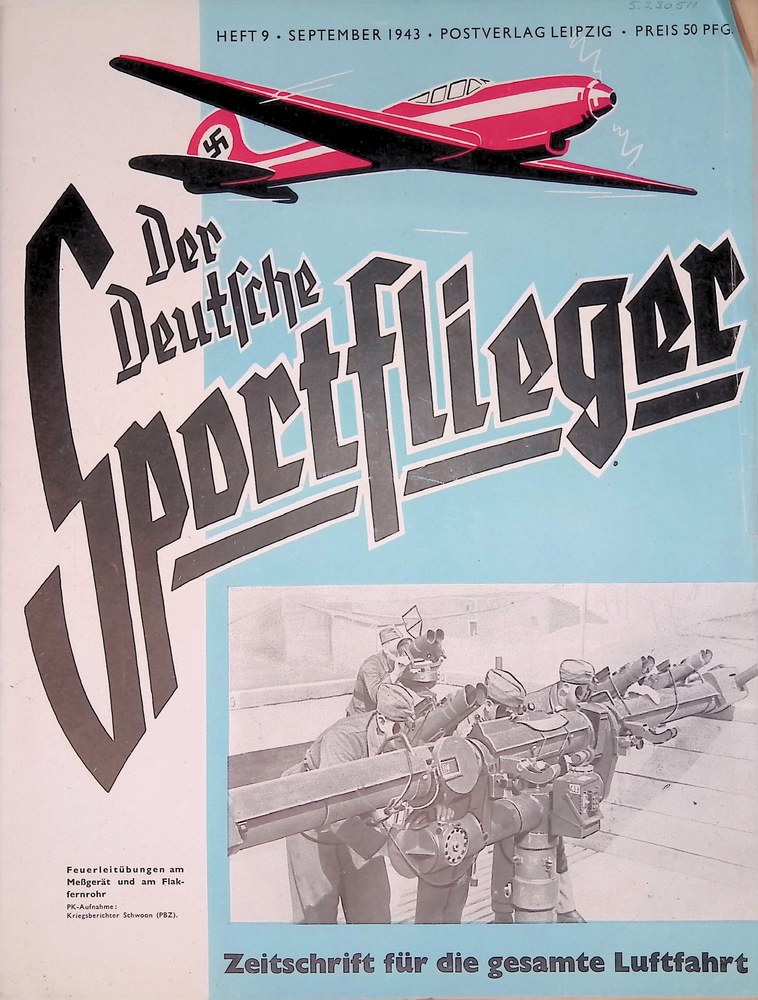 HEFT 9 • SEPTEMBER 1943 • POSTVERLAG LEIPZIG • PREIS 50 PFG.
Der
Deutsche
Sportflieger
Feuerleitübungen am
Meßgerät und am Flak-
fernrohr
PK-Aufnahme:
Kriegsberichter Schwoon (PBZ).
Zeitschrift für die gesamte Luftfahrt